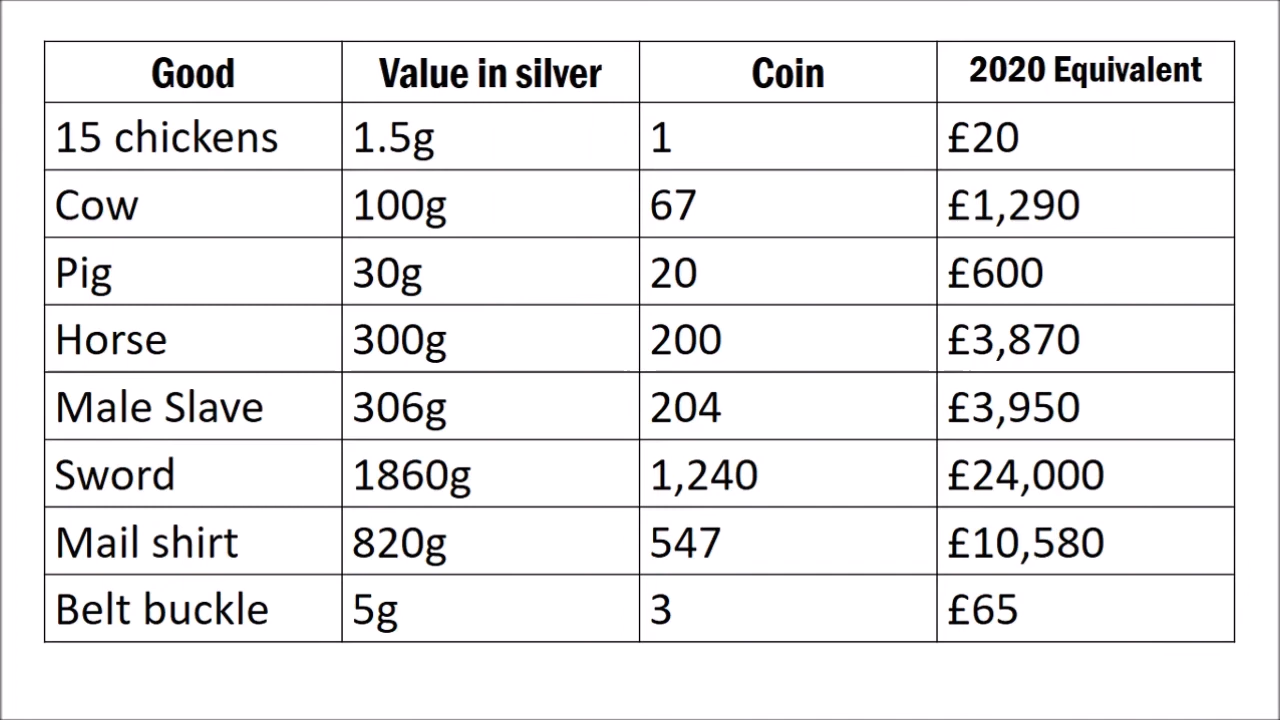 Good Value in silver Coin 2020 Equivalent
15 chickens 1.5g 1 £20
Cow 100g 67 £1,290
Pig 30g 20 £600
Horse 300g 200 £3,870
Male Slave 306g 204 £3,950
Sword 1860g 1,240 £24,000
Mail shirt 820g 547 £10,580
Belt buckle 5g 3 £65